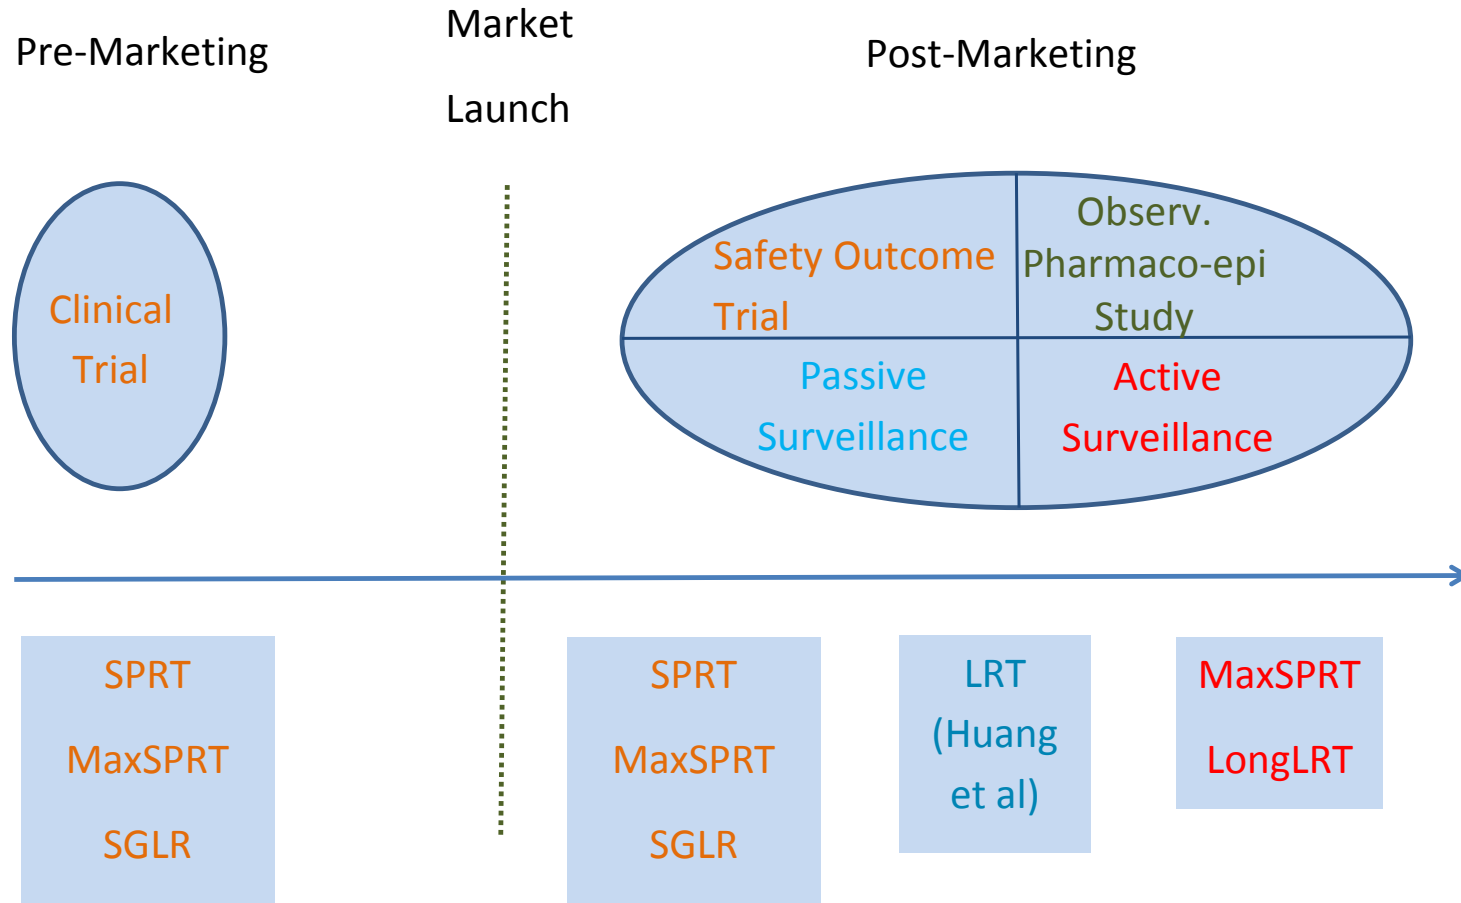 Pre-Marketing
Market
Launch
Post-Marketing
Clinical
Trial
Safety Outcome
Trial
Observ.
Pharmaco-epi
Study
Passive
Surveillance
Active
Surveillance
SPRT
MaxSPRT
SGLR
SPRT
MaxSPRT
SGLR
LRT
(Huang
et al)
MaxSPRT
LongLRT